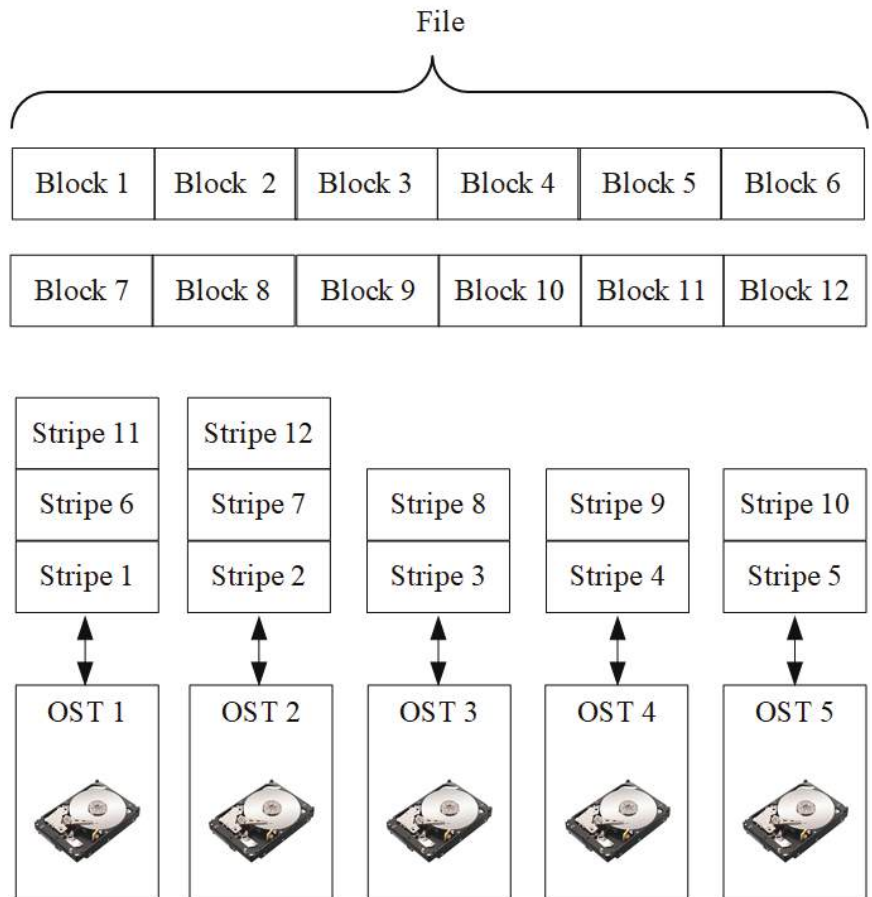 File
Block 1 Block 2 Block 3 Block 4 Block 5 Block 6
Block 7 Block 8 Block 9 Block 10 Block 11 Block 12
Stripe 11 Stripe 12
Stripe 6 Stripe 7 Stripe 8 Stripe 9 Stripe 10
Stripe 1 Stripe 2 Stripe 3 Stripe 4 Stripe 5
OST 1 OST 2 OST 3 OST 4 OST 5